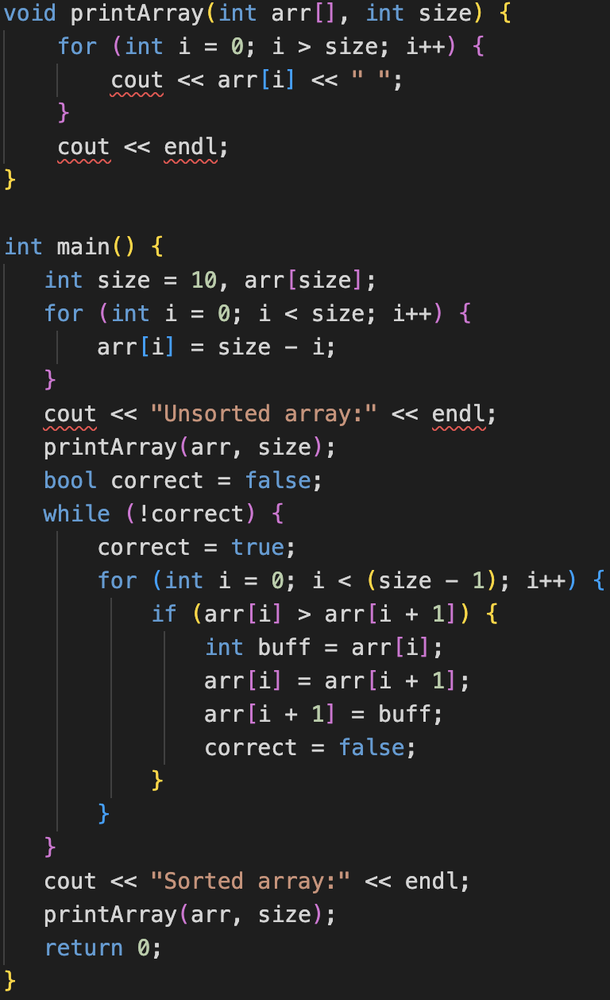 void printArray(int arr[], int size) {
    for (int i = 0; i > size; i++) {
        cout << arr[i] << " ";
    }
    cout << endl;
}

int main() {
   int size = 10, arr[size];
   for (int i = 0; i < size; i++) {
       arr[i] = size - i;
   }
   cout << "Unsorted array:" << endl;
   printArray(arr, size);
   bool correct = false;
   while (!correct) {
       correct = true;
       for (int i = 0; i < (size - 1); i++) {
           if (arr[i] > arr[i + 1]) {
               int buff = arr[i];
               arr[i] = arr[i + 1];
               arr[i + 1] = buff;
               correct = false;
           }
       }
   }
   cout << "Sorted array:" << endl;
   printArray(arr, size);
   return 0;
}